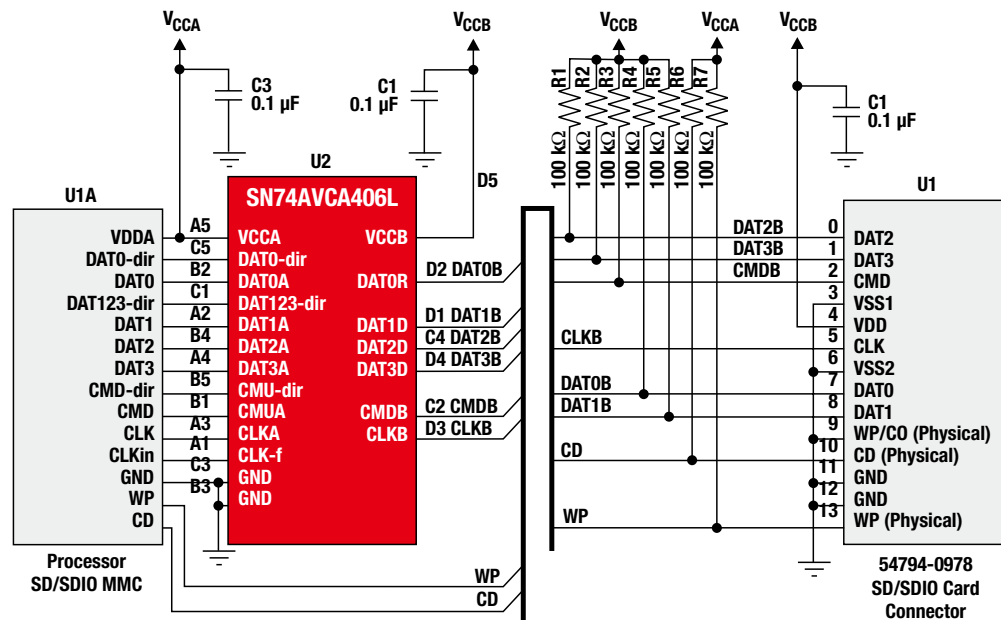 VCCA
VCCB
VCCB
VCCA
VCCB
C3
0.1 µF
C1
0.1 µF
C1
0.1 µF
R1
R2
R3
R4
R5
R6
R7
100 kΩ
100 kΩ
100 kΩ
100 kΩ
100 kΩ
100 kΩ
100 kΩ
U1A
VDDA
DAT0-dir
DAT0
DAT123-dir
DAT1
DAT2
DAT3
CMD-dir
CMD
CLK
CLKin
GND
WP
CD
Processor
SD/SDIO MMC
A5
C5
B2
C1
A2
B4
A4
B5
B1
A3
A1
C3
B3
U2
SN74AVCA406L
VCCA
DAT0-dir
DAT0A
DAT123-dir
DAT1A
DAT2A
DAT3A
CMU-dir
CMUA
CLKA
CLK-f
GND
GND
VCCB
DAT0R
DAT1D
DAT2D
DAT3D
CMDB
CLKB
D5
D2 DAT0B
D1 DAT1B
C4 DAT2B
D4 DAT3B
C2 CMDB
D3 CLKB
WP
CD
DAT2B
DAT3B
CMDB
CLKB
DAT0B
DAT1B
CD
WP
U1
0
1
2
3
4
5
6
7
8
9
10
11
12
13
DAT2
DAT3
CMD
VSS1
VDD
CLK
VSS2
DAT0
DAT1
WP/CO (Physical)
CD (Physical)
GND
GND
WP (Physical)
54794-0978
SD/SDIO Card
Connector